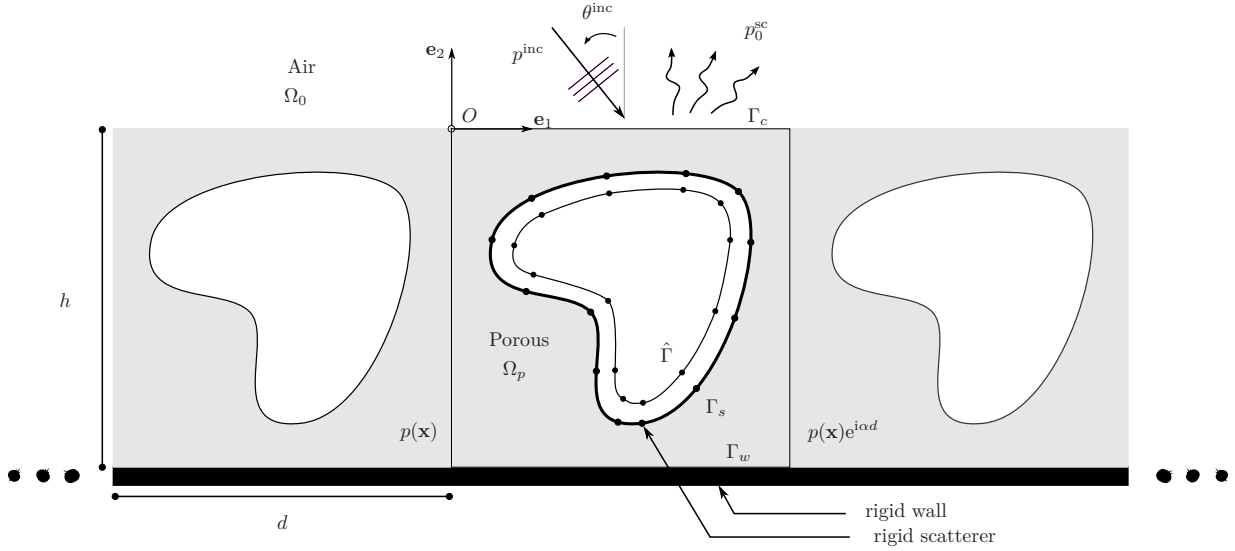 θ^inc
p_0^sc
e_2
p^inc
Air
Ω_0
O
e_1
Γ_c
h
Porous
Ω_p
Γ̂
Γ_s
p(x)
p(x)e^{iαd}
Γ_w
d
rigid wall
rigid scatterer